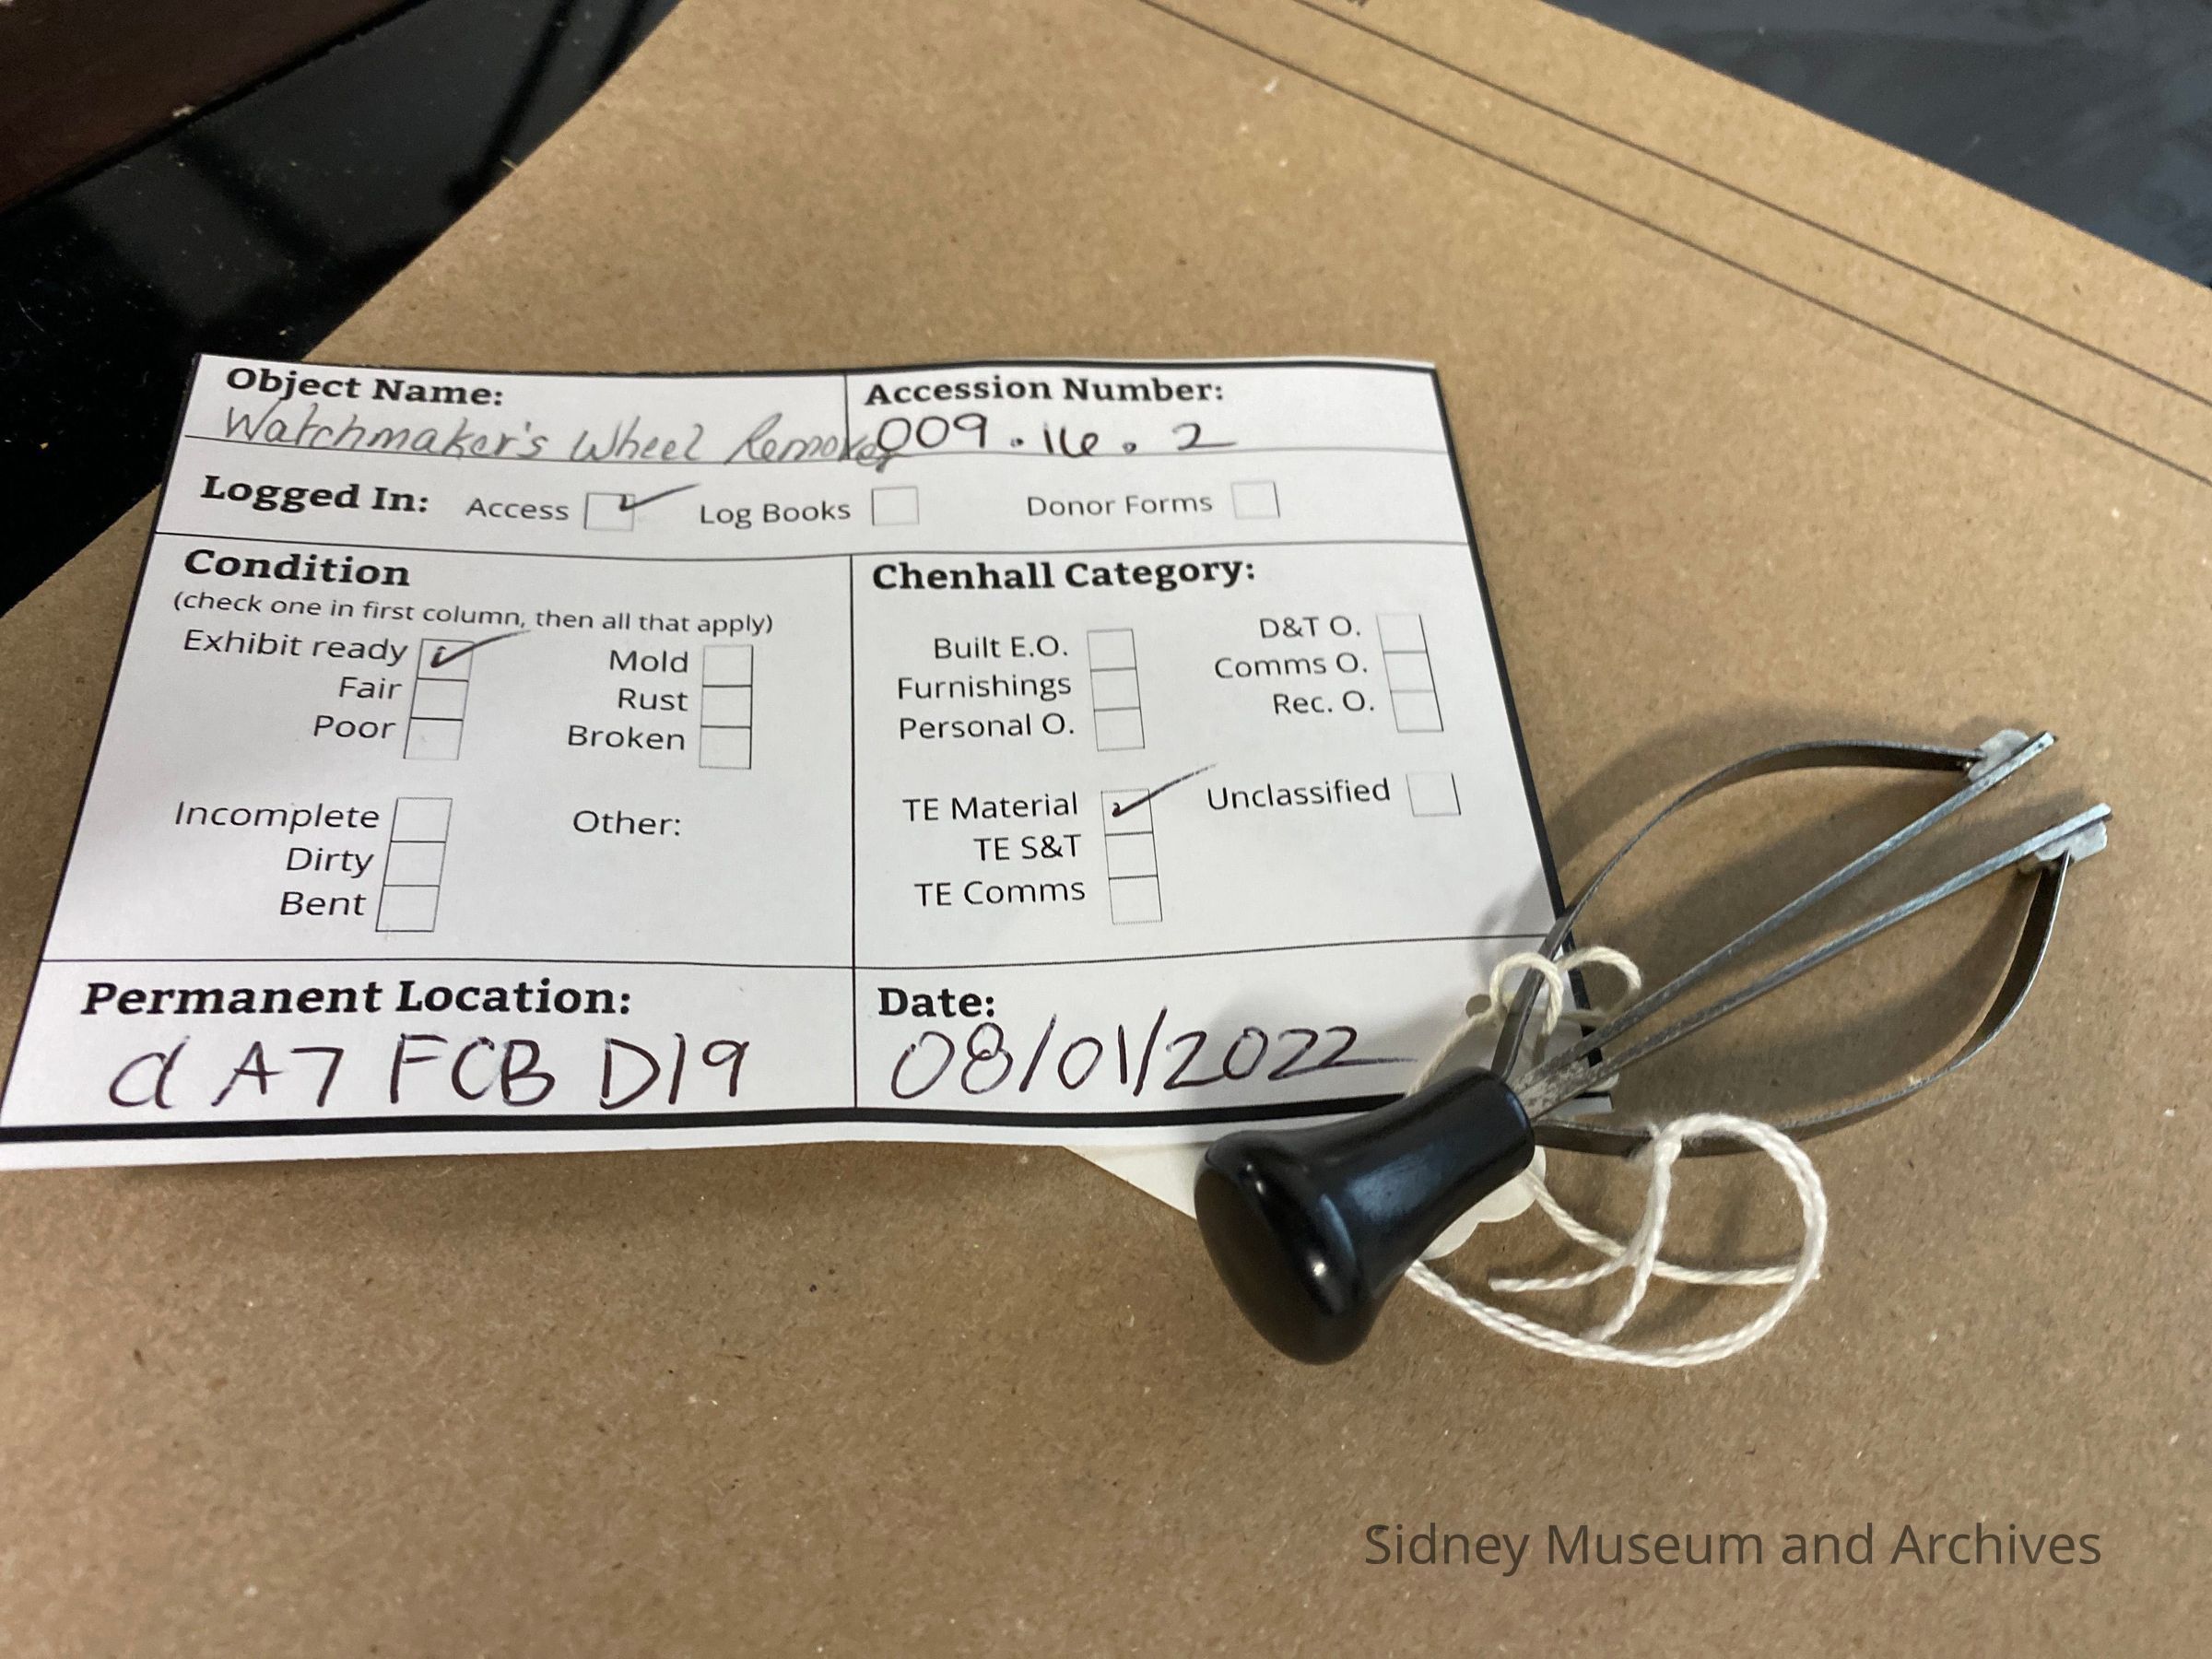 Object Name:
Accession Number:
Watchmaker's Wheel Remover
009.16.2
Logged In: Access Log Books Donor Forms
Condition
(check one in first column, then all that apply)
Exhibit ready Mold
Fair Rust
Poor Broken
Incomplete Other:
Dirty
Bent
Chenhall Category:
Built E.O. D&T O.
Furnishings Comms O.
Personal O. Rec. O.
TE Material Unclassified
TE S&T
TE Comms
Permanent Location:
d A7 FCB D19
Date:
08/01/2022
Sidney Museum and Archives